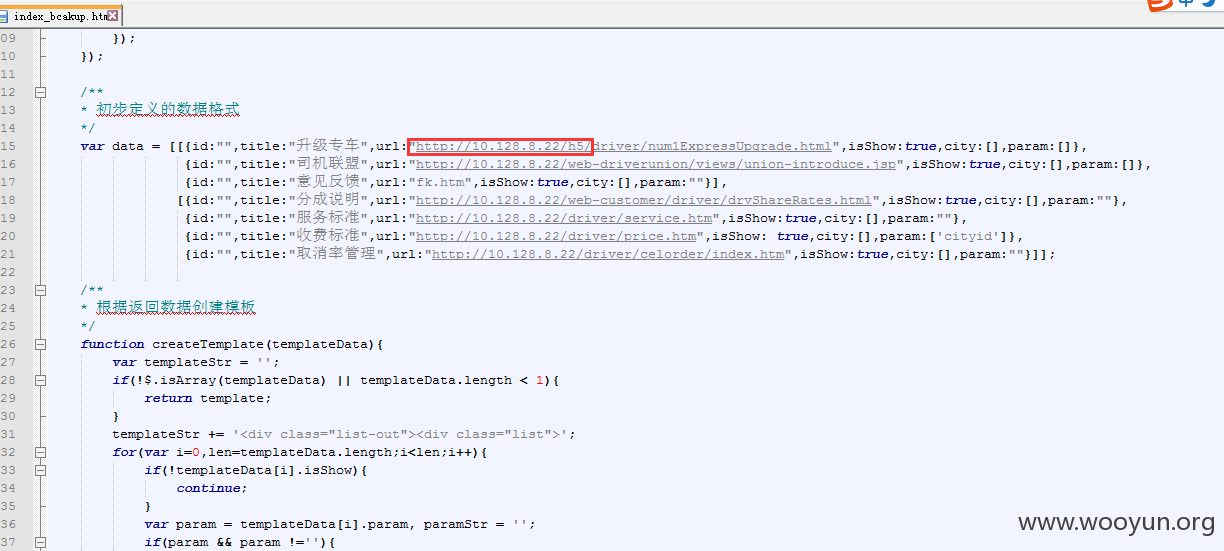 index_bcakup.htm
09 });
10 });
11
12 /**
13 * 初步定义的数据格式
14 */
15 var data = [[{id:"",title:"升级专车",url:"http://10.128.8.22/h5/driver/num1ExpressUpgrade.html",isShow:true,city:[],param:[]},
16 {id:"",title:"司机联盟",url:"http://10.128.8.22/web-driverunion/views/union-introduce.jsp",isShow:true,city:[],param:[]},
17 {id:"",title:"意见反馈",url:"fk.htm",isShow:true,city:[],param:""}],
18 [{id:"",title:"分成说明",url:"http://10.128.8.22/web-customer/driver/drvShareRates.html",isShow:true,city:[],param:""},
19 {id:"",title:"服务标准",url:"http://10.128.8.22/driver/service.htm",isShow:true,city:[],param:""},
20 {id:"",title:"收费标准",url:"http://10.128.8.22/driver/price.htm",isShow: true,city:[],param:['cityid']},
21 {id:"",title:"取消率管理",url:"http://10.128.8.22/driver/celorder/index.htm",isShow:true,city:[],param:""}]];
22
23 /**
24 * 根据返回数据创建模板
25 */
26 function createTemplate(templateData){
27 var templateStr = '';
28 if(!$.isArray(templateData) || templateData.length < 1){
29 return template;
30 }
31 templateStr += '<div class="list-out"><div class="list">';
32 for(var i=0,len=templateData.length;i<len;i++){
33 if(!templateData[i].isShow){
34 continue;
35 }
36 var param = templateData[i].param, paramStr = '';
37 if(param && param !=''){
www.wooyun.org